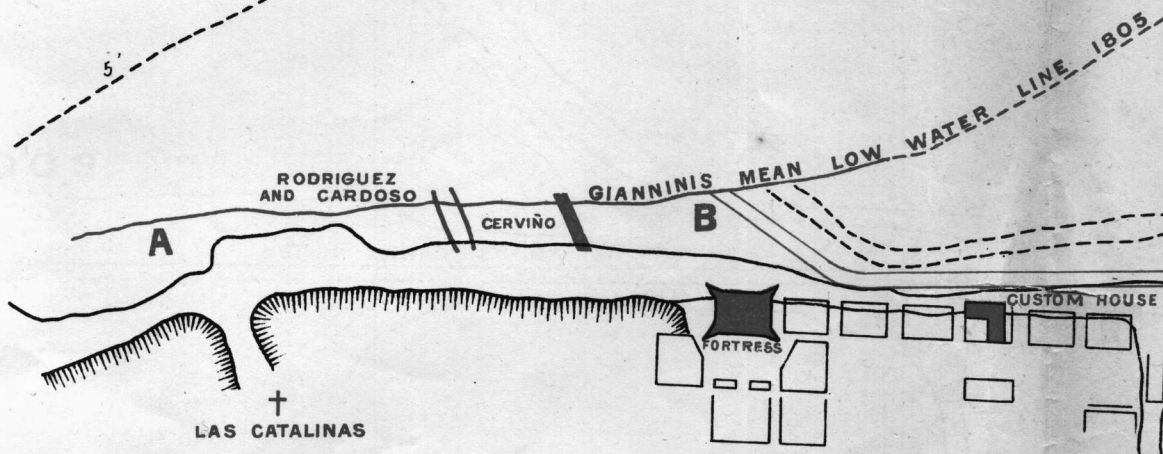 5'
RODRIGUEZ
AND CARDOSO
CERVIÑO
GIANNINIS MEAN LOW WATER LINE 1805
A
B
CUSTOM HOUSE
FORTRESS
LAS CATALINAS